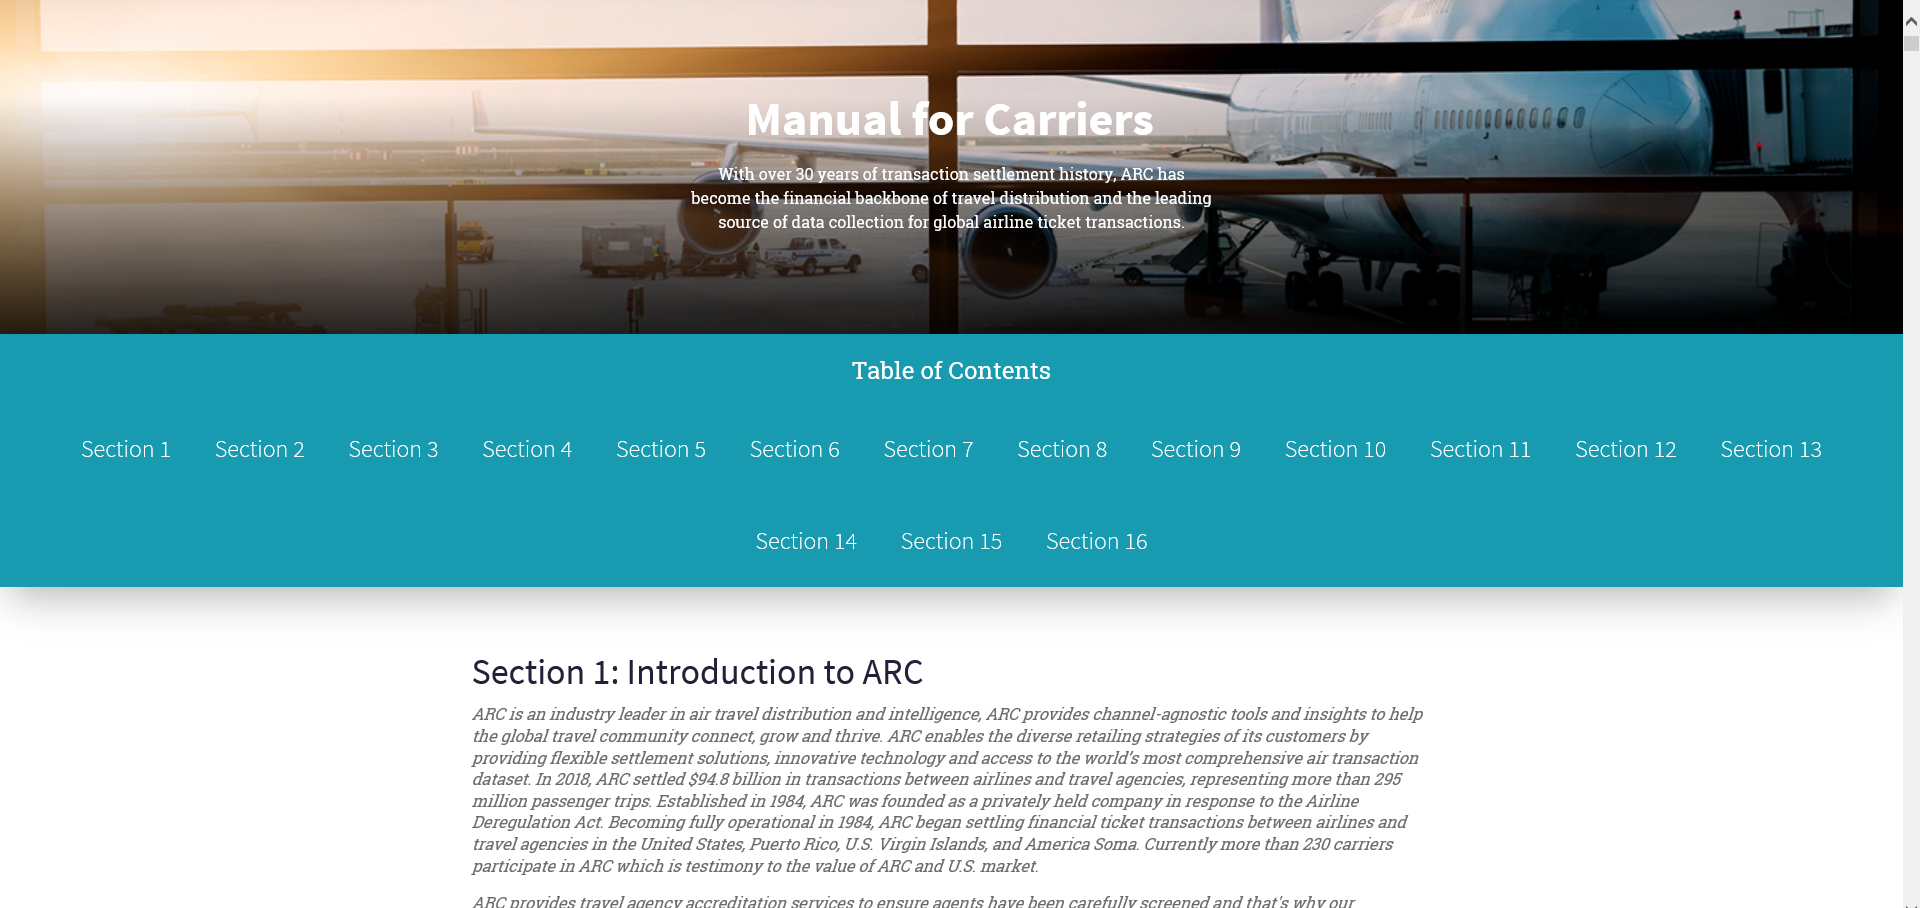 Manual for Carriers
With over 30 years of transaction settlement history, ARC has
become the financial backbone of travel distribution and the leading
source of data collection for global airline ticket transactions.
Table of Contents
Section 1 Section 2 Section 3 Section 4 Section 5 Section 6 Section 7 Section 8 Section 9 Section 10 Section 11 Section 12 Section 13
Section 14 Section 15 Section 16
Section 1: Introduction to ARC
ARC is an industry leader in air travel distribution and intelligence, ARC provides channel-agnostic tools and insights to help
the global travel community connect, grow and thrive. ARC enables the diverse retailing strategies of its customers by
providing flexible settlement solutions, innovative technology and access to the world’s most comprehensive air transaction
dataset. In 2018, ARC settled $94.8 billion in transactions between airlines and travel agencies, representing more than 295
million passenger trips. Established in 1984, ARC was founded as a privately held company in response to the Airline
Deregulation Act. Becoming fully operational in 1984, ARC began settling financial ticket transactions between airlines and
travel agencies in the United States, Puerto Rico, U.S. Virgin Islands, and America Soma. Currently more than 230 carriers
participate in ARC which is testimony to the value of ARC and U.S. market.
ARC provides travel agency accreditation services to ensure agents have been carefully screened and that's why our